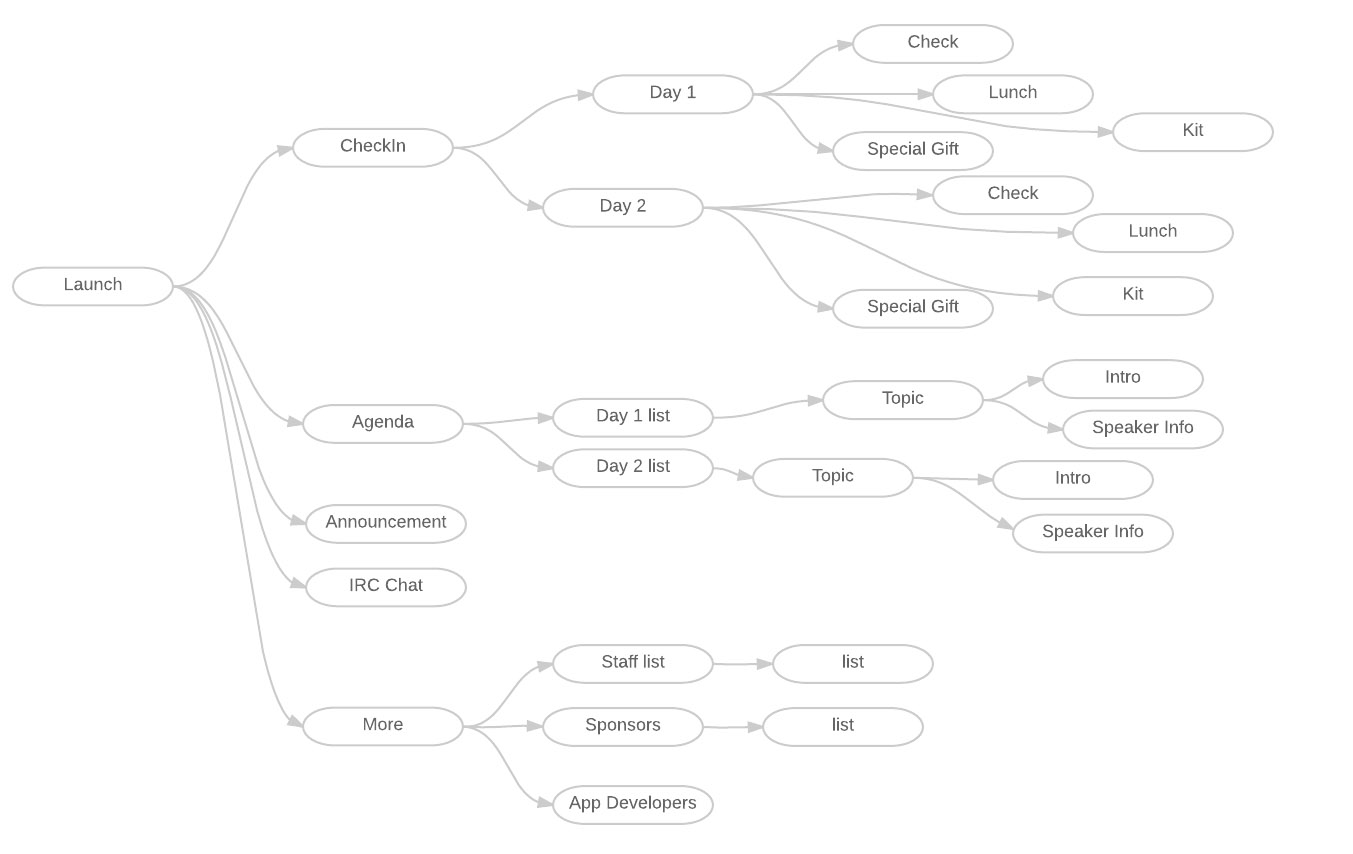 Launch
CheckIn
Day 1
Check
Lunch
Kit
Special Gift
Day 2
Check
Lunch
Kit
Special Gift
Agenda
Day 1 list
Topic
Intro
Speaker Info
Day 2 list
Topic
Intro
Speaker Info
Announcement
IRC Chat
More
Staff list
list
Sponsors
list
App Developers